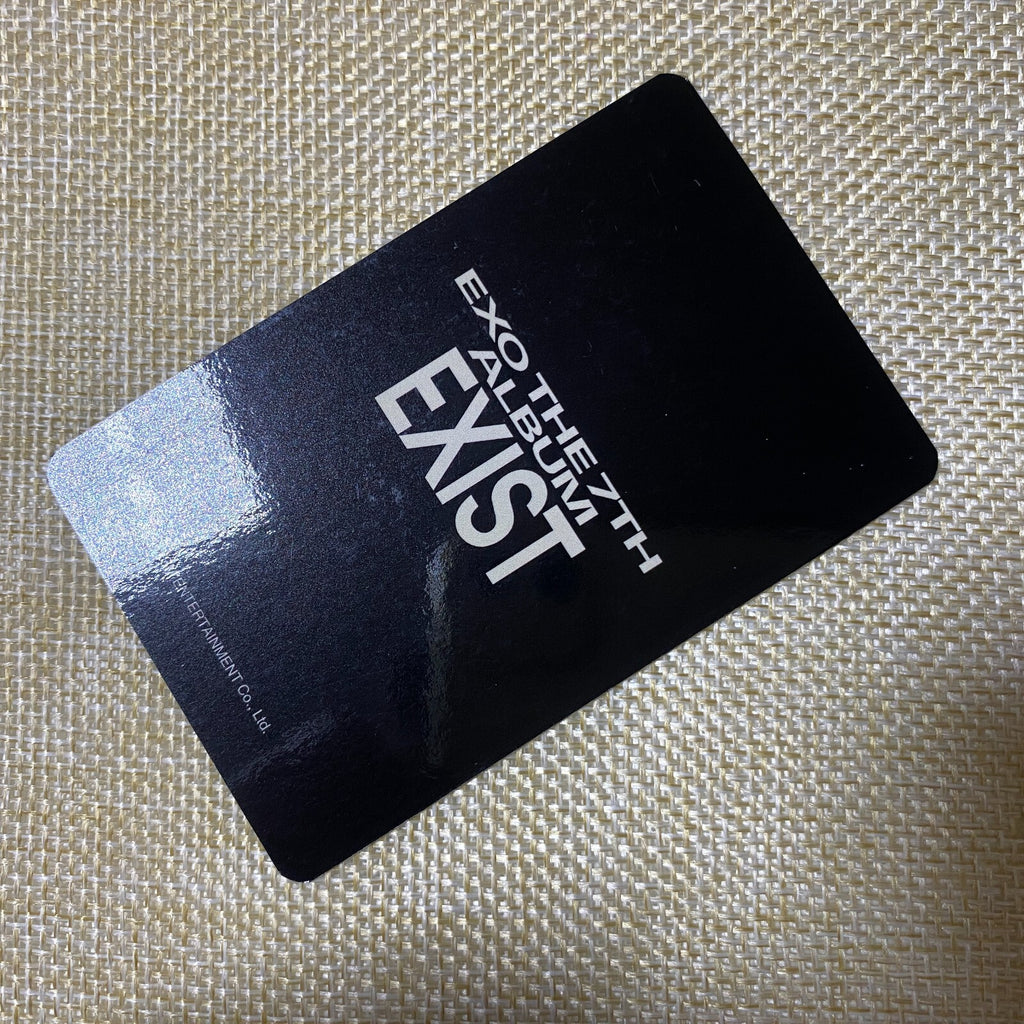 EXO THE 7TH
ALBUM
EXIST
ENTERTAINMENT Co., Ltd.